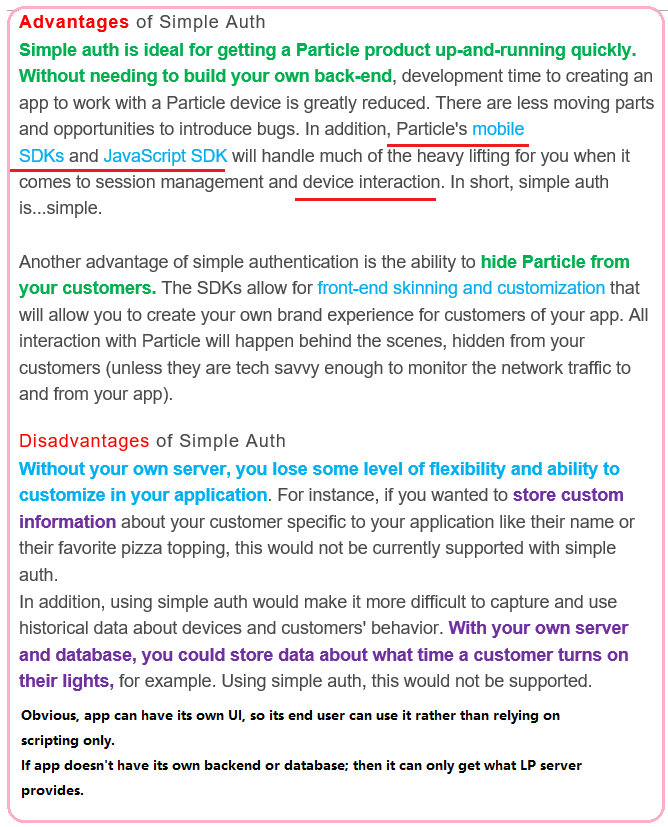 Advantages of Simple Auth
Simple auth is ideal for getting a Particle product up-and-running quickly.
Without needing to build your own back-end, development time to creating an
app to work with a Particle device is greatly reduced. There are less moving parts
and opportunities to introduce bugs. In addition, Particle's mobile
SDKs and JavaScript SDK will handle much of the heavy lifting for you when it
comes to session management and device interaction. In short, simple auth
is...simple.
Another advantage of simple authentication is the ability to hide Particle from
your customers. The SDKs allow for front-end skinning and customization that
will allow you to create your own brand experience for customers of your app. All
interaction with Particle will happen behind the scenes, hidden from your
customers (unless they are tech savvy enough to monitor the network traffic to
and from your app).
Disadvantages of Simple Auth
Without your own server, you lose some level of flexibility and ability to
customize in your application. For instance, if you wanted to store custom
information about your customer specific to your application like their name or
their favorite pizza topping, this would not be currently supported with simple
auth.
In addition, using simple auth would make it more difficult to capture and use
historical data about devices and customers' behavior. With your own server
and database, you could store data about what time a customer turns on
their lights, for example. Using simple auth, this would not be supported.
Obvious, app can have its own UI, so its end user can use it rather than relying on
scripting only.
If app doesn't have its own backend or database; then it can only get what LP server
provides.